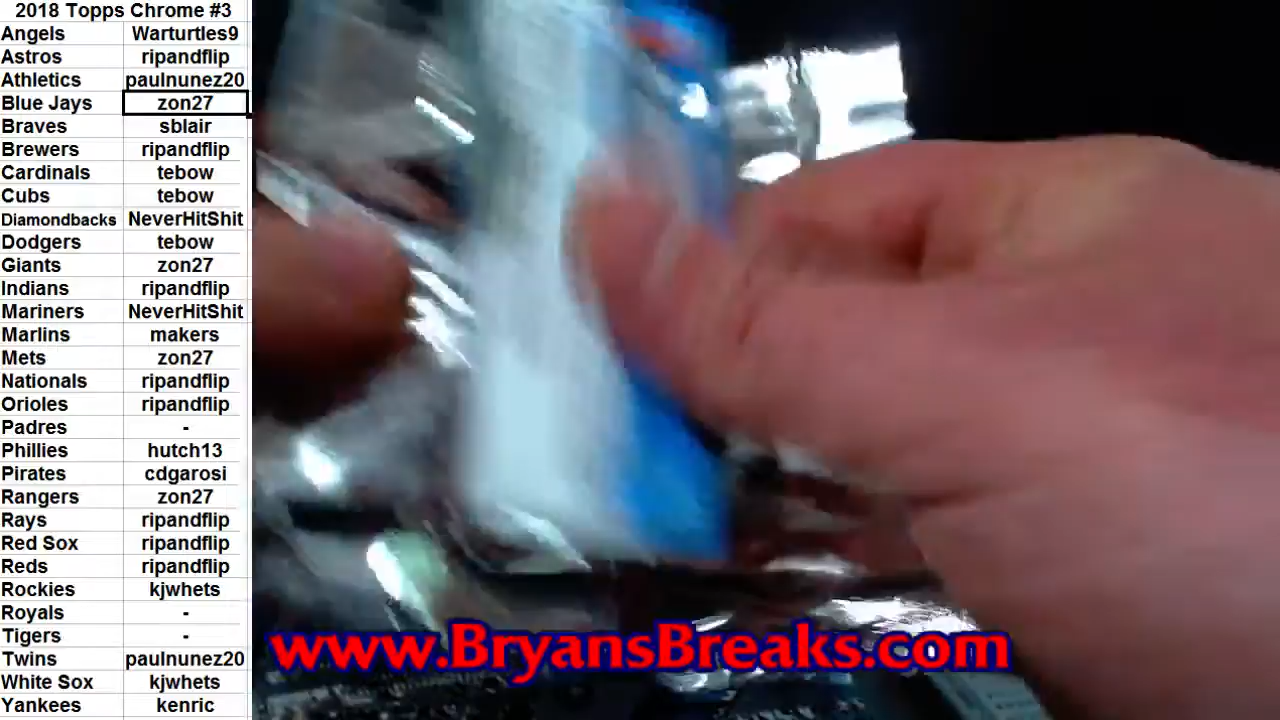 2018 Topps Chrome #3
Angels Warturtles9
Astros ripandflip
Athletics paulnunez20
Blue Jays zon27
Braves sblair
Brewers ripandflip
Cardinals tebow
Cubs tebow
Diamondbacks NeverHitShit
Dodgers tebow
Giants zon27
Indians ripandflip
Mariners NeverHitShit
Marlins makers
Mets zon27
Nationals ripandflip
Orioles ripandflip
Padres -
Phillies hutch13
Pirates cdgarosi
Rangers zon27
Rays ripandflip
Red Sox ripandflip
Reds ripandflip
Rockies kjwhets
Royals -
Tigers -
Twins paulnunez20
White Sox kjwhets
Yankees kenric
www.BryansBreaks.com